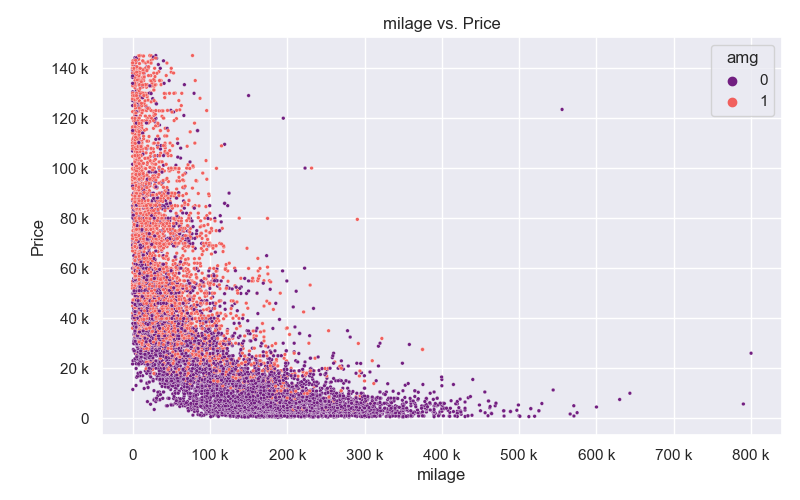 milage vs. Price
amg
0
1
140 k
120 k
100 k
80 k
60 k
40 k
20 k
0
Price
0
100 k
200 k
300 k
400 k
500 k
600 k
700 k
800 k
milage